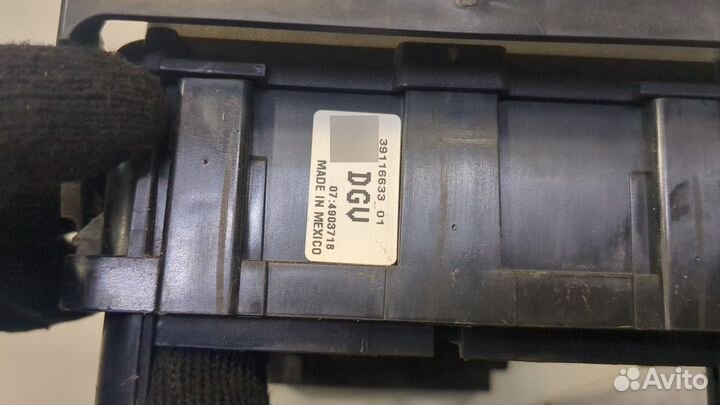 39116633_01
DGV
07:4903718
MADE IN MEXICO
Avito